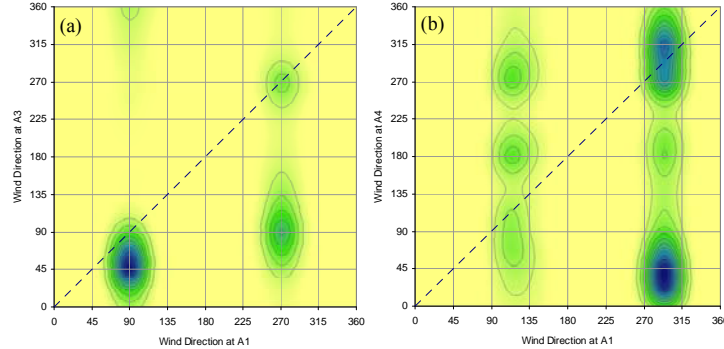 (a)
Wind Direction at A3
360
315
270
225
180
135
90
45
0
0 45 90 135 180 225 270 315 360
Wind Direction at A1
(b)
Wind Direction at A4
360
315
270
225
180
135
90
45
0
0 45 90 135 180 225 270 315 360
Wind Direction at A1